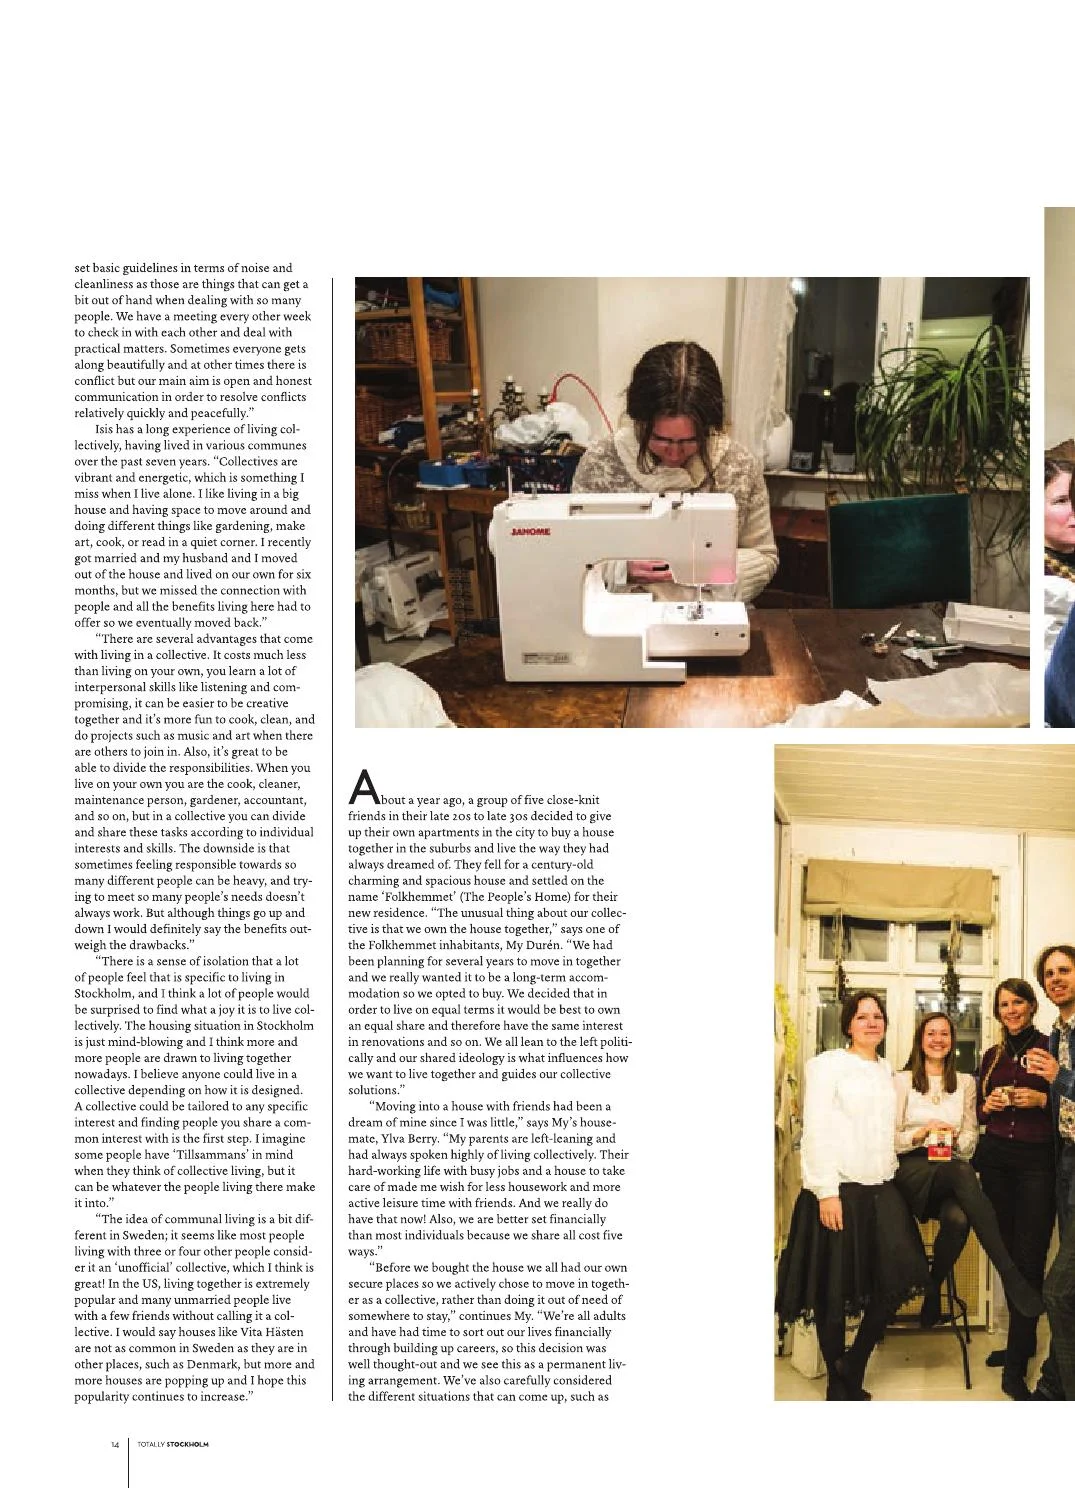 set basic guidelines in terms of noise and
cleanliness as those are things that can get a
bit out of hand when dealing with so many
people. We have a meeting every other week
to check in with each other and deal with
practical matters. Sometimes everyone gets
along beautifully and at other times there is
conflict but our main aim is open and honest
communication in order to resolve conflicts
relatively quickly and peacefully.”
Isis has a long experience of living col-
lectively, having lived in various communes
over the past seven years. “Collectives are
vibrant and energetic, which is something I
miss when I live alone. I like living in a big
house and having space to move around and
doing different things like gardening, make
art, cook, or read in a quiet corner. I recently
got married and my husband and I moved
out of the house and lived on our own for six
months, but we missed the connection with
people and all the benefits living here had to
offer so we eventually moved back.”
“There are several advantages that come
with living in a collective. It costs much less
than living on your own, you learn a lot of
interpersonal skills like listening and com-
promising, it can be easier to be creative
together and it’s more fun to cook, clean, and
do projects such as music and art when there
are others to join in. Also, it’s great to be
able to divide the responsibilities. When you
live on your own you are the cook, cleaner,
maintenance person, gardener, accountant,
and so on, but in a collective you can divide
and share these tasks according to individual
interests and skills. The downside is that
sometimes feeling responsible towards so
many different people can be heavy, and try-
ing to meet so many people’s needs doesn’t
always work. But although things go up and
down I would definitely say the benefits out-
weigh the drawbacks.”
“There is a sense of isolation that a lot
of people feel that is specific to living in
Stockholm, and I think a lot of people would
be surprised to find what a joy it is to live col-
lectively. The housing situation in Stockholm
is just mind-blowing and I think more and
more people are drawn to living together
nowadays. I believe anyone could live in a
collective depending on how it is designed.
A collective could be tailored to any specific
interest and finding people you share a com-
mon interest with is the first step. I imagine
some people have ‘Tillsammans’ in mind
when they think of collective living, but it
can be whatever the people living there make
it into.”
“The idea of communal living is a bit dif-
ferent in Sweden; it seems like most people
living with three or four other people consid-
er it an ‘unofficial’ collective, which I think is
great! In the US, living together is extremely
popular and many unmarried people live
with a few friends without calling it a col-
lective. I would say houses like Vita Hästen
are not as common in Sweden as they are in
other places, such as Denmark, but more and
more houses are popping up and I hope this
popularity continues to increase.”
JANOME
About a year ago, a group of five close-knit
friends in their late 20s to late 30s decided to give
up their own apartments in the city to buy a house
together in the suburbs and live the way they had
always dreamed of. They fell for a century-old
charming and spacious house and settled on the
name ‘Folkhemmet’ (The People’s Home) for their
new residence. “The unusual thing about our collec-
tive is that we own the house together,” says one of
the Folkhemmet inhabitants, My Durén. “We had
been planning for several years to move in together
and we really wanted it to be a long-term accom-
modation so we opted to buy. We decided that in
order to live on equal terms it would be best to own
an equal share and therefore have the same interest
in renovations and so on. We all lean to the left politi-
cally and our shared ideology is what influences how
we want to live together and guides our collective
solutions.”
“Moving into a house with friends had been a
dream of mine since I was little,” says My’s house-
mate, Ylva Berry. “My parents are left-leaning and
had always spoken highly of living collectively. Their
hard-working life with busy jobs and a house to take
care of made me wish for less housework and more
active leisure time with friends. And we really do
have that now! Also, we are better set financially
than most individuals because we share all cost five
ways.”
“Before we bought the house we all had our own
secure places so we actively chose to move in togeth-
er as a collective, rather than doing it out of need of
somewhere to stay,” continues My. “We’re all adults
and have had time to sort out our lives financially
through building up careers, so this decision was
well thought-out and we see this as a permanent liv-
ing arrangement. We’ve also carefully considered
the different situations that can come up, such as
14
TOTALLY STOCKHOLM